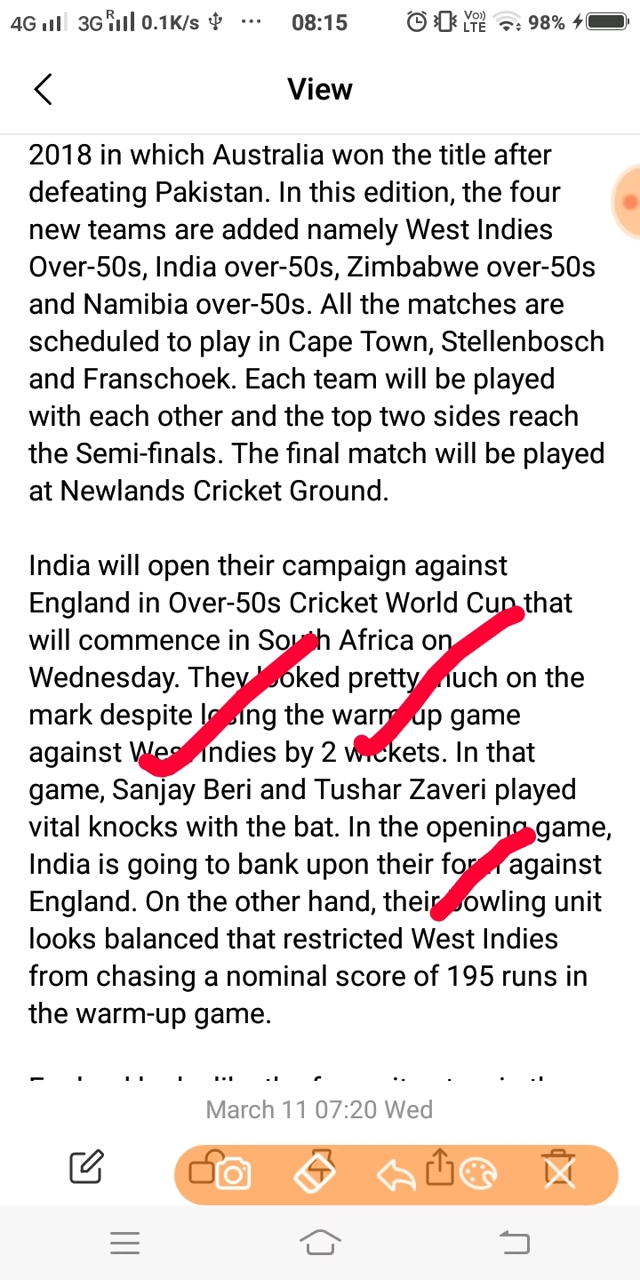 4G 3G R 0.1K/s ... 08:15 Vo)) LTE 98%
View
2018 in which Australia won the title after
defeating Pakistan. In this edition, the four
new teams are added namely West Indies
Over-50s, India over-50s, Zimbabwe over-50s
and Namibia over-50s. All the matches are
scheduled to play in Cape Town, Stellenbosch
and Franschoek. Each team will be played
with each other and the top two sides reach
the Semi-finals. The final match will be played
at Newlands Cricket Ground.
India will open their campaign against
England in Over-50s Cricket World Cup that
will commence in South Africa on
Wednesday. They looked pretty much on the
mark despite losing the warm-up game
against West Indies by 2 wickets. In that
game, Sanjay Beri and Tushar Zaveri played
vital knocks with the bat. In the opening game,
India is going to bank upon their form against
England. On the other hand, their bowling unit
looks balanced that restricted West Indies
from chasing a nominal score of 195 runs in
the warm-up game.
March 11 07:20 Wed